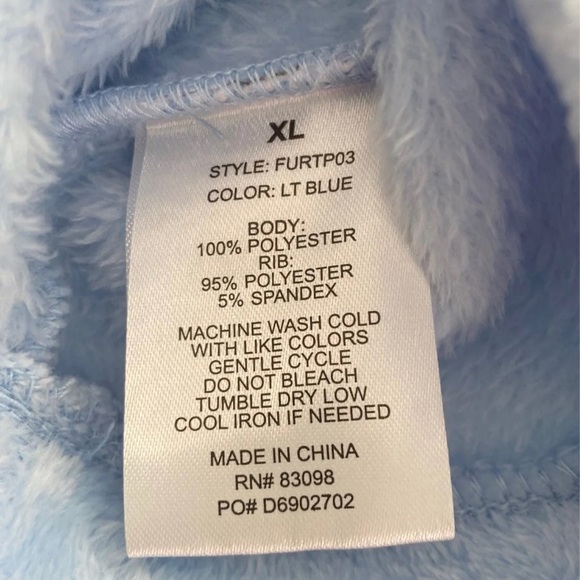 XL
STYLE: FURTP03
COLOR: LT BLUE
BODY:
100% POLYESTER
RIB:
95% POLYESTER
5% SPANDEX
MACHINE WASH COLD
WITH LIKE COLORS
GENTLE CYCLE
DO NOT BLEACH
TUMBLE DRY LOW
COOL IRON IF NEEDED
MADE IN CHINA
RN# 83098
PO# D6902702